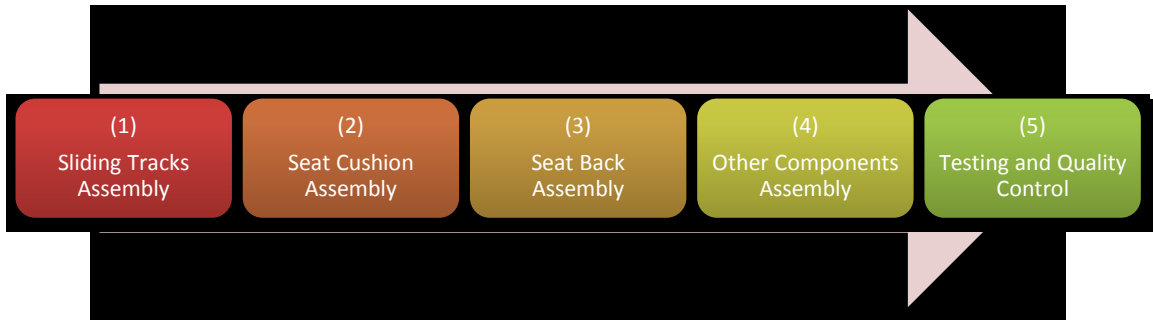 (1)
Sliding Tracks
Assembly
(2)
Seat Cushion
Assembly
(3)
Seat Back
Assembly
(4)
Other Components
Assembly
(5)
Testing and Quality
Control